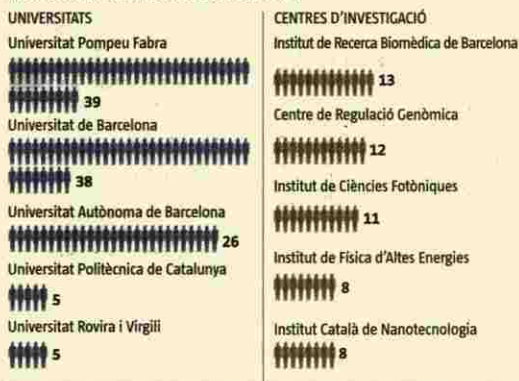 UNIVERSITATS
Universitat Pompeu Fabra
39
Universitat de Barcelona
38
Universitat Autònoma de Barcelona
26
Universitat Politècnica de Catalunya
5
Universitat Rovira i Virgili
5
CENTRES D'INVESTIGACIÓ
Institut de Recerca Biomèdica de Barcelona
13
Centre de Regulació Genòmica
12
Institut de Ciències Fotòniques
11
Institut de Física d'Altes Energies
8
Institut Català de Nanotecnologia
8